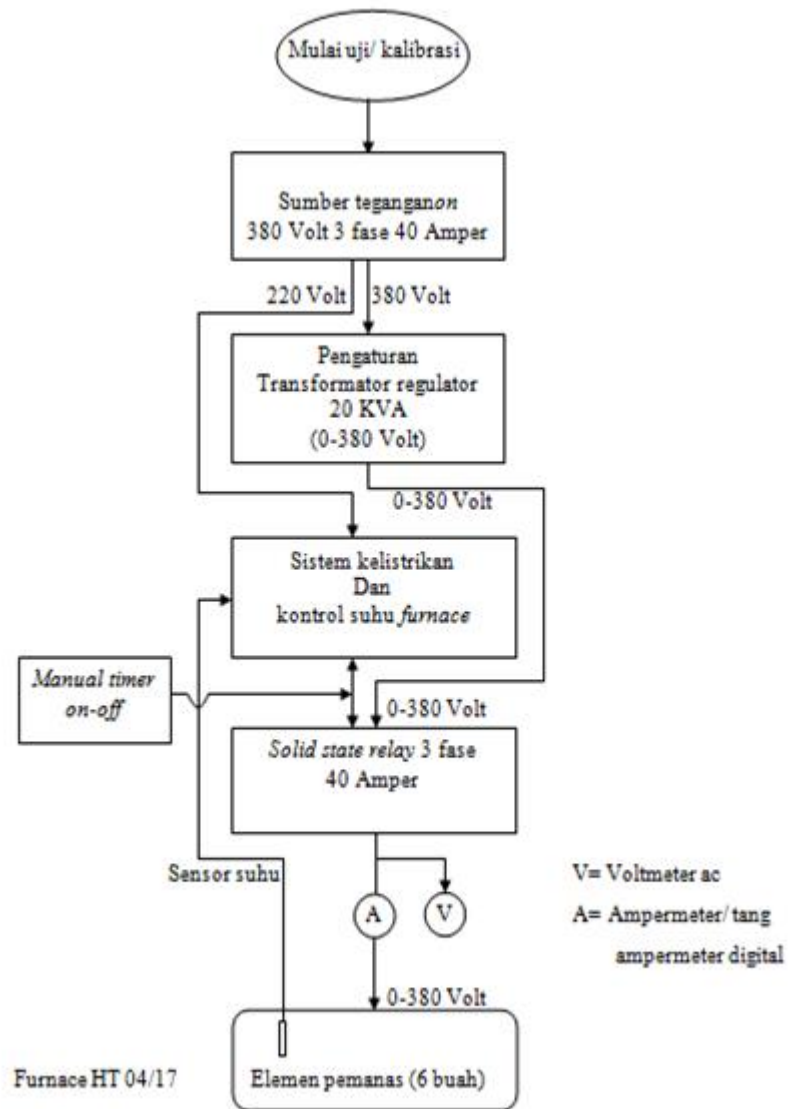 Mulai uji/ kalibrasi
Sumber teganganon
380 Volt 3 fase 40 Amper
220 Volt
380 Volt
Pengaturan
Transformator regulator
20 KVA
(0-380 Volt)
0-380 Volt
Sistem kelistrikan
Dan
kontrol suhu furnace
Manual timer
on-off
0-380 Volt
Solid state relay 3 fase
40 Amper
Sensor suhu
A
V
V= Voltmeter ac
A= Ampermeter/ tang
ampermeter digital
0-380 Volt
Furnace HT 04/17
Elemen pemanas (6 buah)